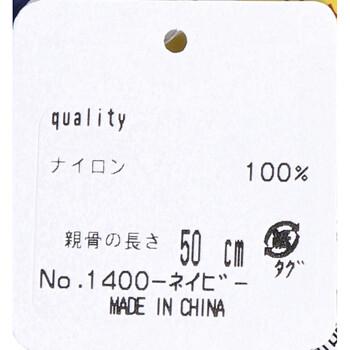 quality
ナイロン 100%
親骨の長さ 50 cm
紙
タグ
No.1400-ネイビ-
MADE IN CHINA